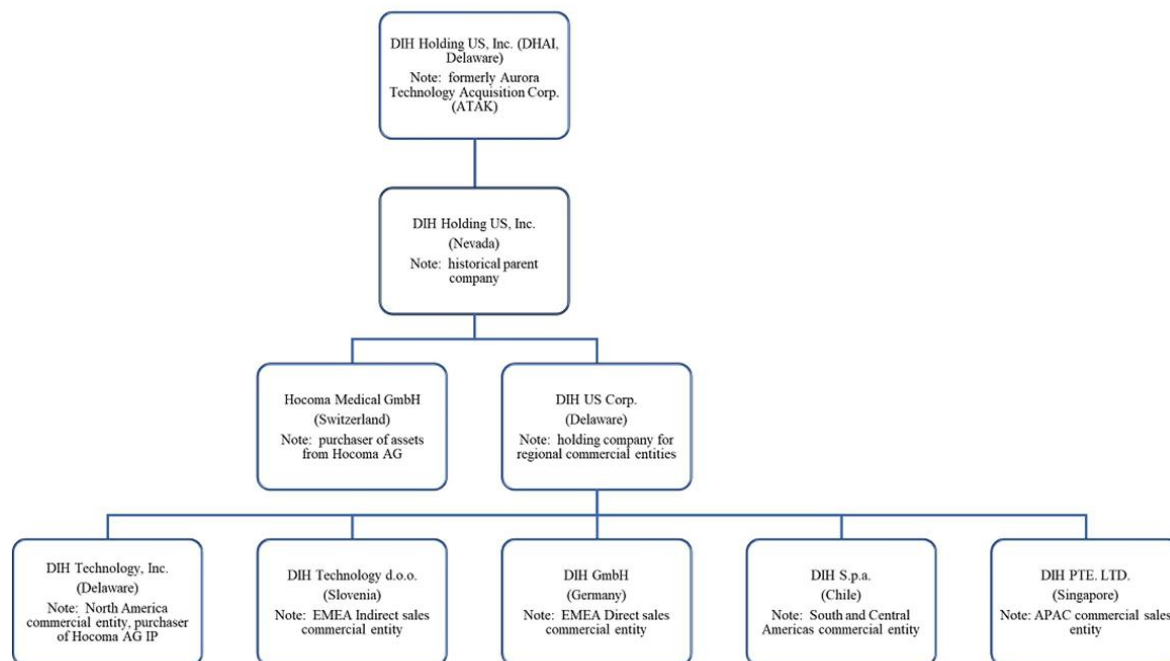 DIH Holding US, Inc. (DHAI,
Delaware)
Note: formerly Aurora
Technology Acquisition Corp.
(ATAK)
DIH Holding US, Inc.
(Nevada)
Note: historical parent
company
Hocoma Medical GmbH
(Switzerland)
Note: purchaser of assets
from Hocoma AG
DIH US Corp.
(Delaware)
Note: holding company for
regional commercial entities
DIH Technology, Inc.
(Delaware)
Note: North America
commercial entity, purchaser
of Hocoma AG IP
DIH Technology d.o.o.
(Slovenia)
Note: EMEA Indirect sales
commercial entity
DIH GmbH
(Germany)
Note: EMEA Direct sales
commercial entity
DIH S.p.a.
(Chile)
Note: South and Central
Americas commercial entity
DIH PTE. LTD.
(Singapore)
Note: APAC commercial sales
entity